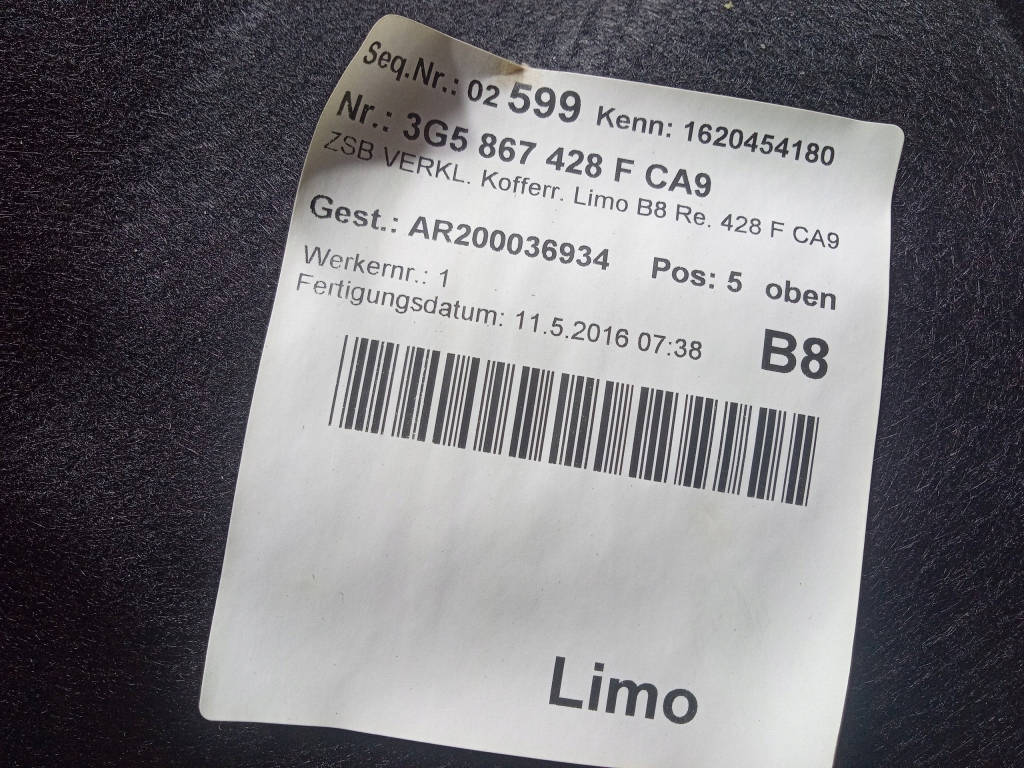 Seq.Nr.: 02 599 Kenn: 1620454180
Nr.: 3G5 867 428 F CA9
ZSB VERKL. Kofferr. Limo B8 Re. 428 F CA9
Gest.: AR200036934 Pos: 5 oben
Werkernr.: 1
Fertigungsdatum: 11.5.2016 07:38 B8
Limo